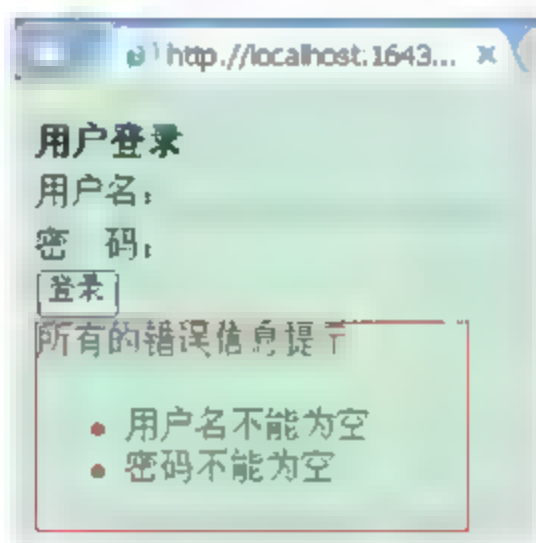 http://localhost:1643...
用户登录
用户名:
密 码:
登录
所有的错误信息提示
用户名不能为空
密码不能为空